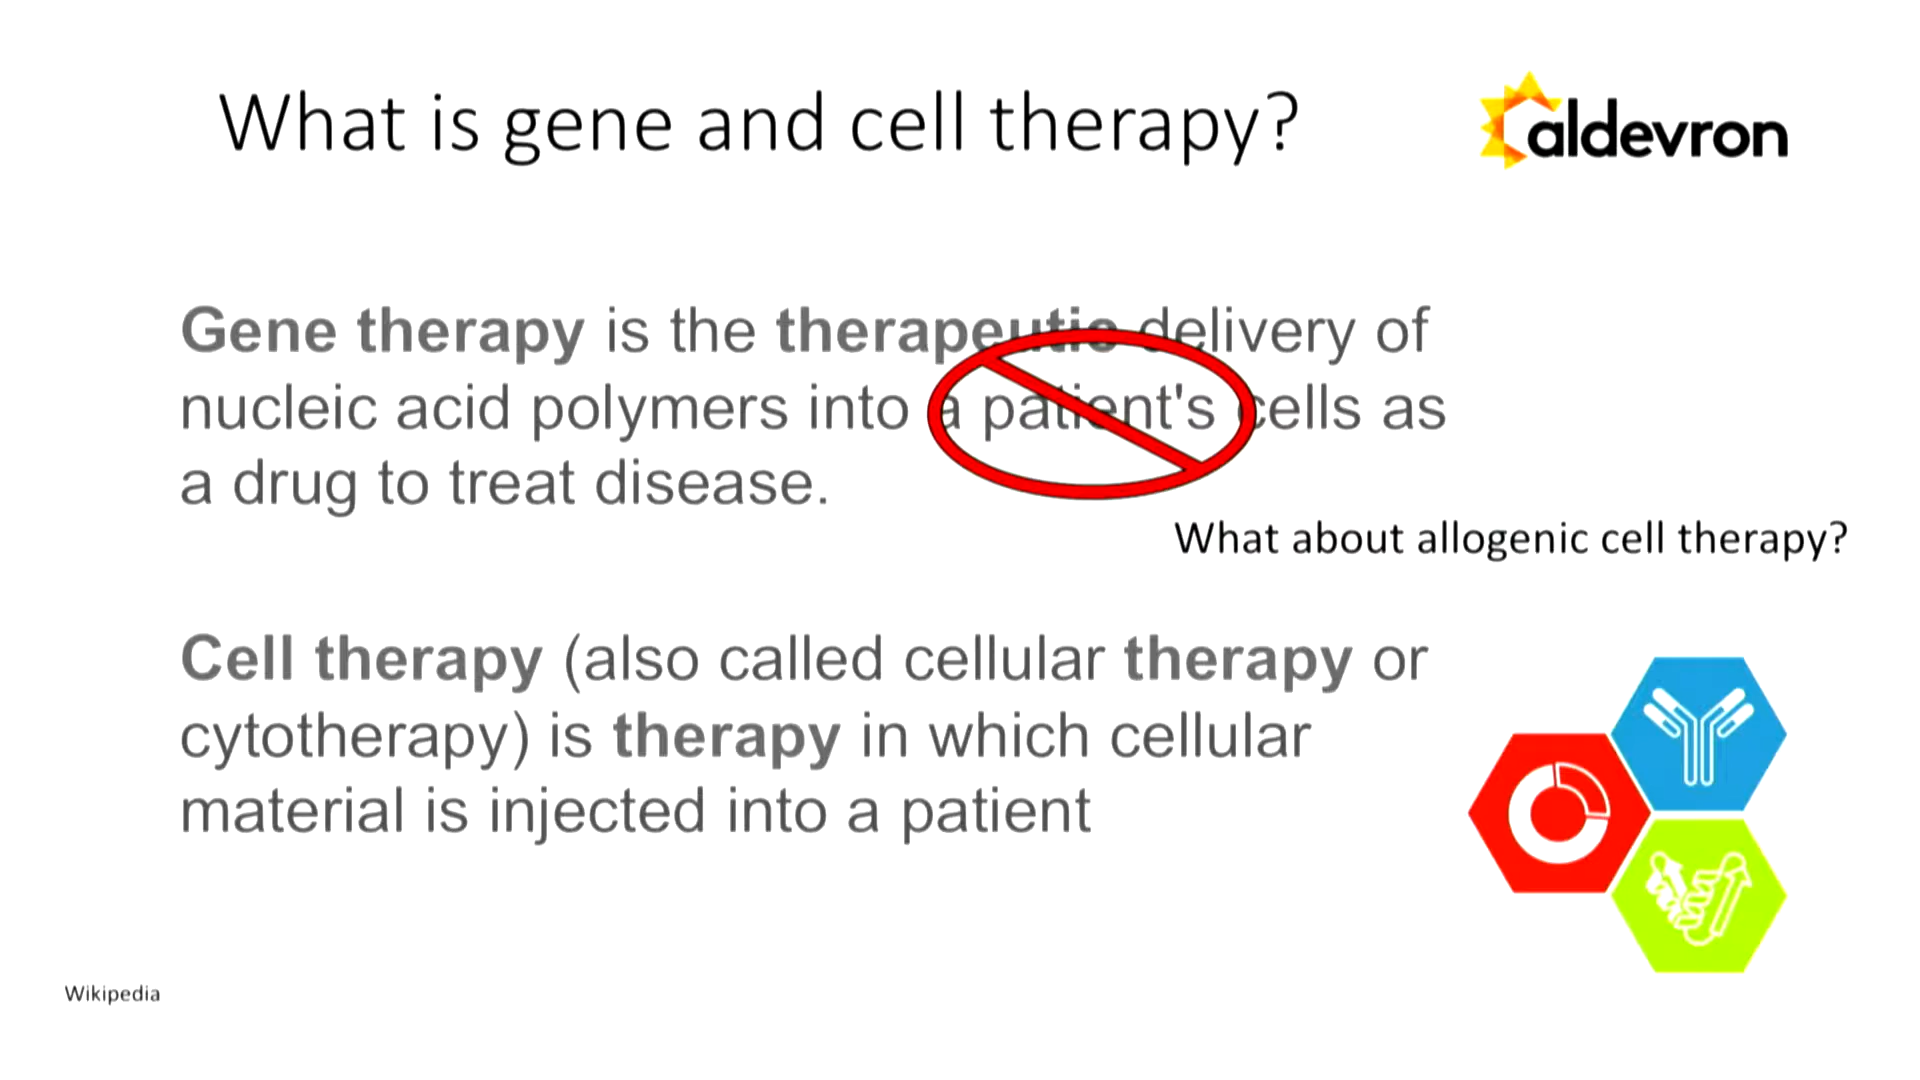 What is gene and cell therapy?
aldevron
Gene therapy is the therapeutic delivery of
nucleic acid polymers into a patient's cells as
a drug to treat disease.
What about allogenic cell therapy?
Cell therapy (also called cellular therapy or
cytotherapy) is therapy in which cellular
material is injected into a patient
Wikipedia